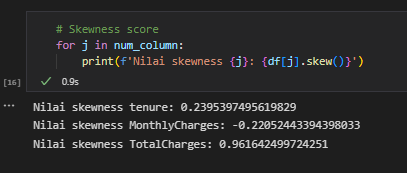 # Skewness score
for j in num_column:
    print(f'Nilai skewness {j}: {df[j].skew()}')
[16]
✓ 0.9s
... Nilai skewness tenure: 0.2395397495619829
Nilai skewness MonthlyCharges: -0.22052443394398033
Nilai skewness TotalCharges: 0.961642499724251